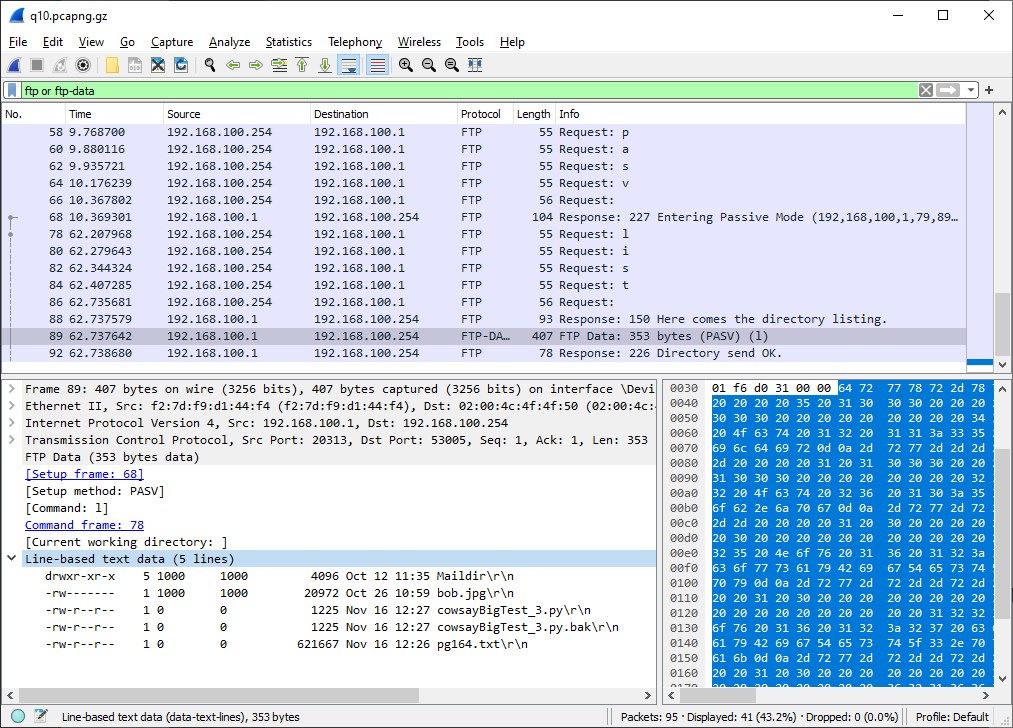 q10.pcapng.gz
File Edit View Go Capture Analyze Statistics Telephony Wireless Tools Help
ftp or ftp-data
No. Time Source Destination Protocol Length Info
58 9.768700 192.168.100.254 192.168.100.1 FTP 55 Request: p
60 9.880116 192.168.100.254 192.168.100.1 FTP 55 Request: a
62 9.935721 192.168.100.254 192.168.100.1 FTP 55 Request: s
64 10.176239 192.168.100.254 192.168.100.1 FTP 55 Request: v
66 10.367802 192.168.100.254 192.168.100.1 FTP 56 Request:
68 10.369301 192.168.100.1 192.168.100.254 FTP 104 Response: 227 Entering Passive Mode (192,168,100,1,79,89…
78 62.207968 192.168.100.254 192.168.100.1 FTP 55 Request: l
80 62.279643 192.168.100.254 192.168.100.1 FTP 55 Request: i
82 62.344324 192.168.100.254 192.168.100.1 FTP 55 Request: s
84 62.407285 192.168.100.254 192.168.100.1 FTP 55 Request: t
86 62.735681 192.168.100.254 192.168.100.1 FTP 56 Request:
88 62.737579 192.168.100.1 192.168.100.254 FTP 93 Response: 150 Here comes the directory listing.
89 62.737642 192.168.100.1 192.168.100.254 FTP-DA… 407 FTP Data: 353 bytes (PASV) (l)
92 62.738680 192.168.100.1 192.168.100.254 FTP 78 Response: 226 Directory send OK.
Frame 89: 407 bytes on wire (3256 bits), 407 bytes captured (3256 bits) on interface \Devi
Ethernet II, Src: f2:7d:f9:d1:44:f4 (f2:7d:f9:d1:44:f4), Dst: 02:00:4c:4f:4f:50 (02:00:4c:4
Internet Protocol Version 4, Src: 192.168.100.1, Dst: 192.168.100.254
Transmission Control Protocol, Src Port: 20313, Dst Port: 53005, Seq: 1, Ack: 1, Len: 353
FTP Data (353 bytes data)
[Setup frame: 68]
[Setup method: PASV]
[Command: l]
Command frame: 78
[Current working directory: ]
Line-based text data (5 lines)
drwxr-xr-x 5 1000 1000 4096 Oct 12 11:35 Maildir\r\n
-rw------- 1 1000 1000 20972 Oct 26 10:59 bob.jpg\r\n
-rw-r--r-- 1 0 0 1225 Nov 16 12:27 cowsayBigTest_3.py\r\n
-rw-r--r-- 1 0 0 1225 Nov 16 12:27 cowsayBigTest_3.py.bak\r\n
-rw-r--r-- 1 0 0 621667 Nov 16 12:26 pg164.txt\r\n
0030 01 f6 d0 31 00 00 64 72 77 78 72 2d 78
0040 20 20 20 20 35 20 31 30 30 30 20 20 20
0050 30 30 30 20 20 20 20 20 20 20 20 20 34
0060 20 4f 63 74 20 31 32 20 31 31 3a 33 35
0070 69 6c 64 69 72 0d 0a 2d 72 77 2d 2d 2d
0080 2d 20 20 20 20 31 20 31 30 30 30 20 20
0090 31 30 30 30 20 20 20 20 20 20 20 20 32
00a0 32 20 4f 63 74 20 32 36 20 31 30 3a 35
00b0 6f 62 2e 6a 70 67 0d 0a 2d 72 77 2d 72
00c0 2d 2d 20 20 20 20 31 20 30 20 20 20 20
00d0 20 30 20 20 20 20 20 20 20 20 20 20 20
00e0 32 35 20 4e 6f 76 20 31 36 20 31 32 3a
00f0 63 6f 77 73 61 79 42 69 67 54 65 73 74
0100 70 79 0d 0a 2d 72 77 2d 72 2d 2d 72 2d
0110 20 20 31 20 30 20 20 20 20 20 20 20 20
0120 20 20 20 20 20 20 20 20 20 31 32 32
0130 6f 76 20 31 36 20 31 32 3a 32 37 20 63
0140 61 79 42 69 67 54 65 73 74 5f 33 2e 70
0150 61 6b 0d 0a 2d 72 77 2d 72 2d 2d 72 2d
0160 20 20 31 20 30 20 20 20 20 20 20 20 20
Line-based text data (data-text-lines), 353 bytes
Packets: 95 · Displayed: 41 (43.2%) · Dropped: 0 (0.0%)
Profile: Default